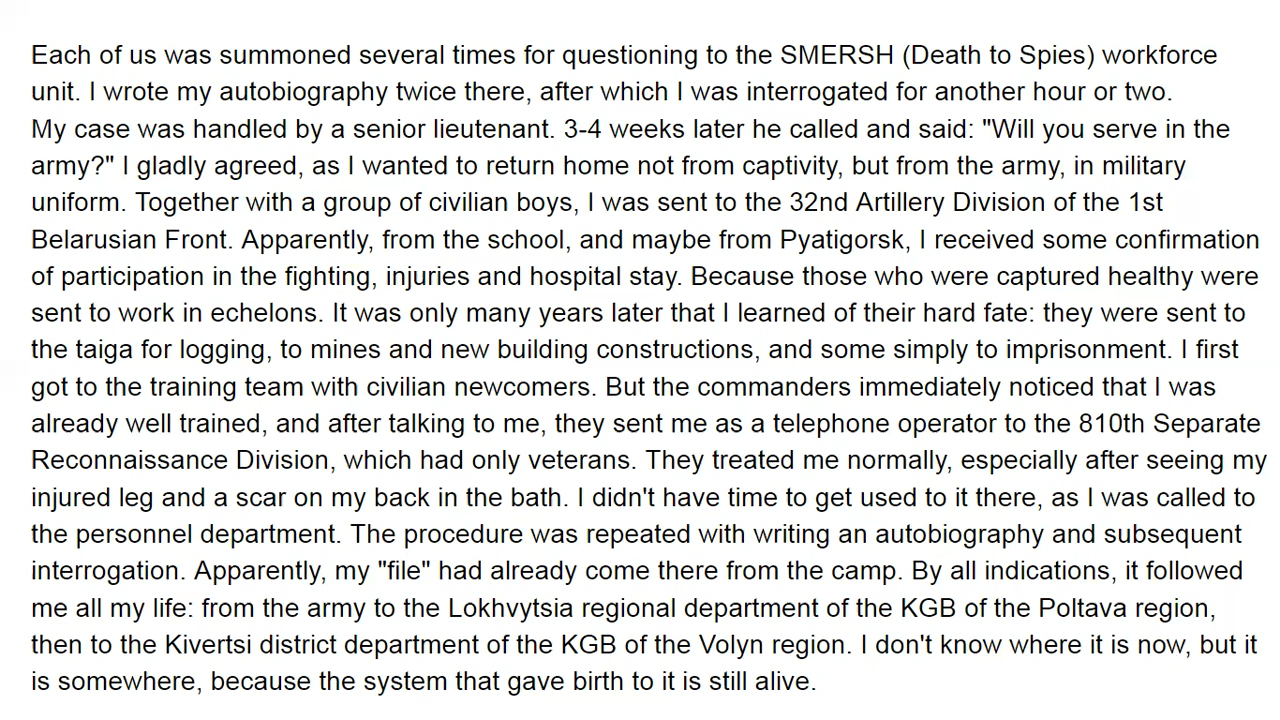 Each of us was summoned several times for questioning to the SMERSH (Death to Spies) workforce
unit. I wrote my autobiography twice there, after which I was interrogated for another hour or two.
My case was handled by a senior lieutenant. 3-4 weeks later he called and said: "Will you serve in the
army?" I gladly agreed, as I wanted to return home not from captivity, but from the army, in military
uniform. Together with a group of civilian boys, I was sent to the 32nd Artillery Division of the 1st
Belarusian Front. Apparently, from the school, and maybe from Pyatigorsk, I received some confirmation
of participation in the fighting, injuries and hospital stay. Because those who were captured healthy were
sent to work in echelons. It was only many years later that I learned of their hard fate: they were sent to
the taiga for logging, to mines and new building constructions, and some simply to imprisonment. I first
got to the training team with civilian newcomers. But the commanders immediately noticed that I was
already well trained, and after talking to me, they sent me as a telephone operator to the 810th Separate
Reconnaissance Division, which had only veterans. They treated me normally, especially after seeing my
injured leg and a scar on my back in the bath. I didn't have time to get used to it there, as I was called to
the personnel department. The procedure was repeated with writing an autobiography and subsequent
interrogation. Apparently, my "file" had already come there from the camp. By all indications, it followed
me all my life: from the army to the Lokhvytsia regional department of the KGB of the Poltava region,
then to the Kivertsi district department of the KGB of the Volyn region. I don't know where it is now, but it
is somewhere, because the system that gave birth to it is still alive.